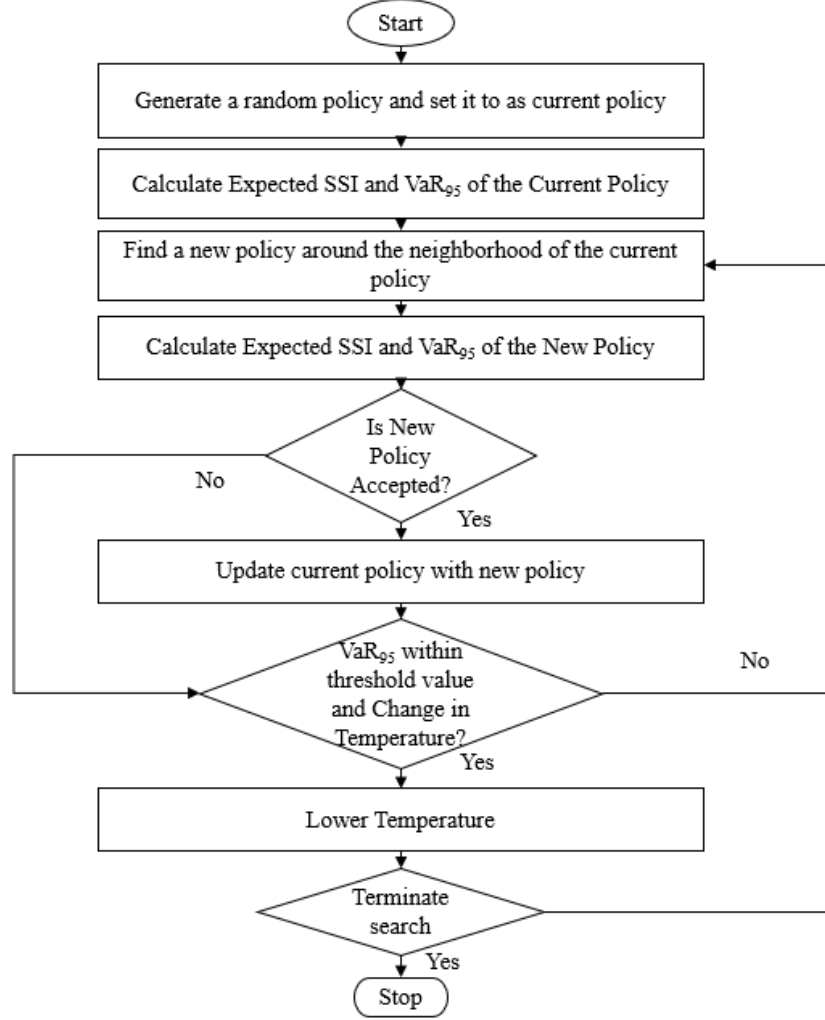 Start
Generate a random policy and set it to as current policy
Calculate Expected SSI and VaR₉₅ of the Current Policy
Find a new policy around the neighborhood of the current
policy
Calculate Expected SSI and VaR₉₅ of the New Policy
Is New
Policy
Accepted?
No
Yes
Update current policy with new policy
VaR₉₅ within
threshold value
and Change in
Temperature?
No
Yes
Lower Temperature
Terminate
search
Yes
Stop